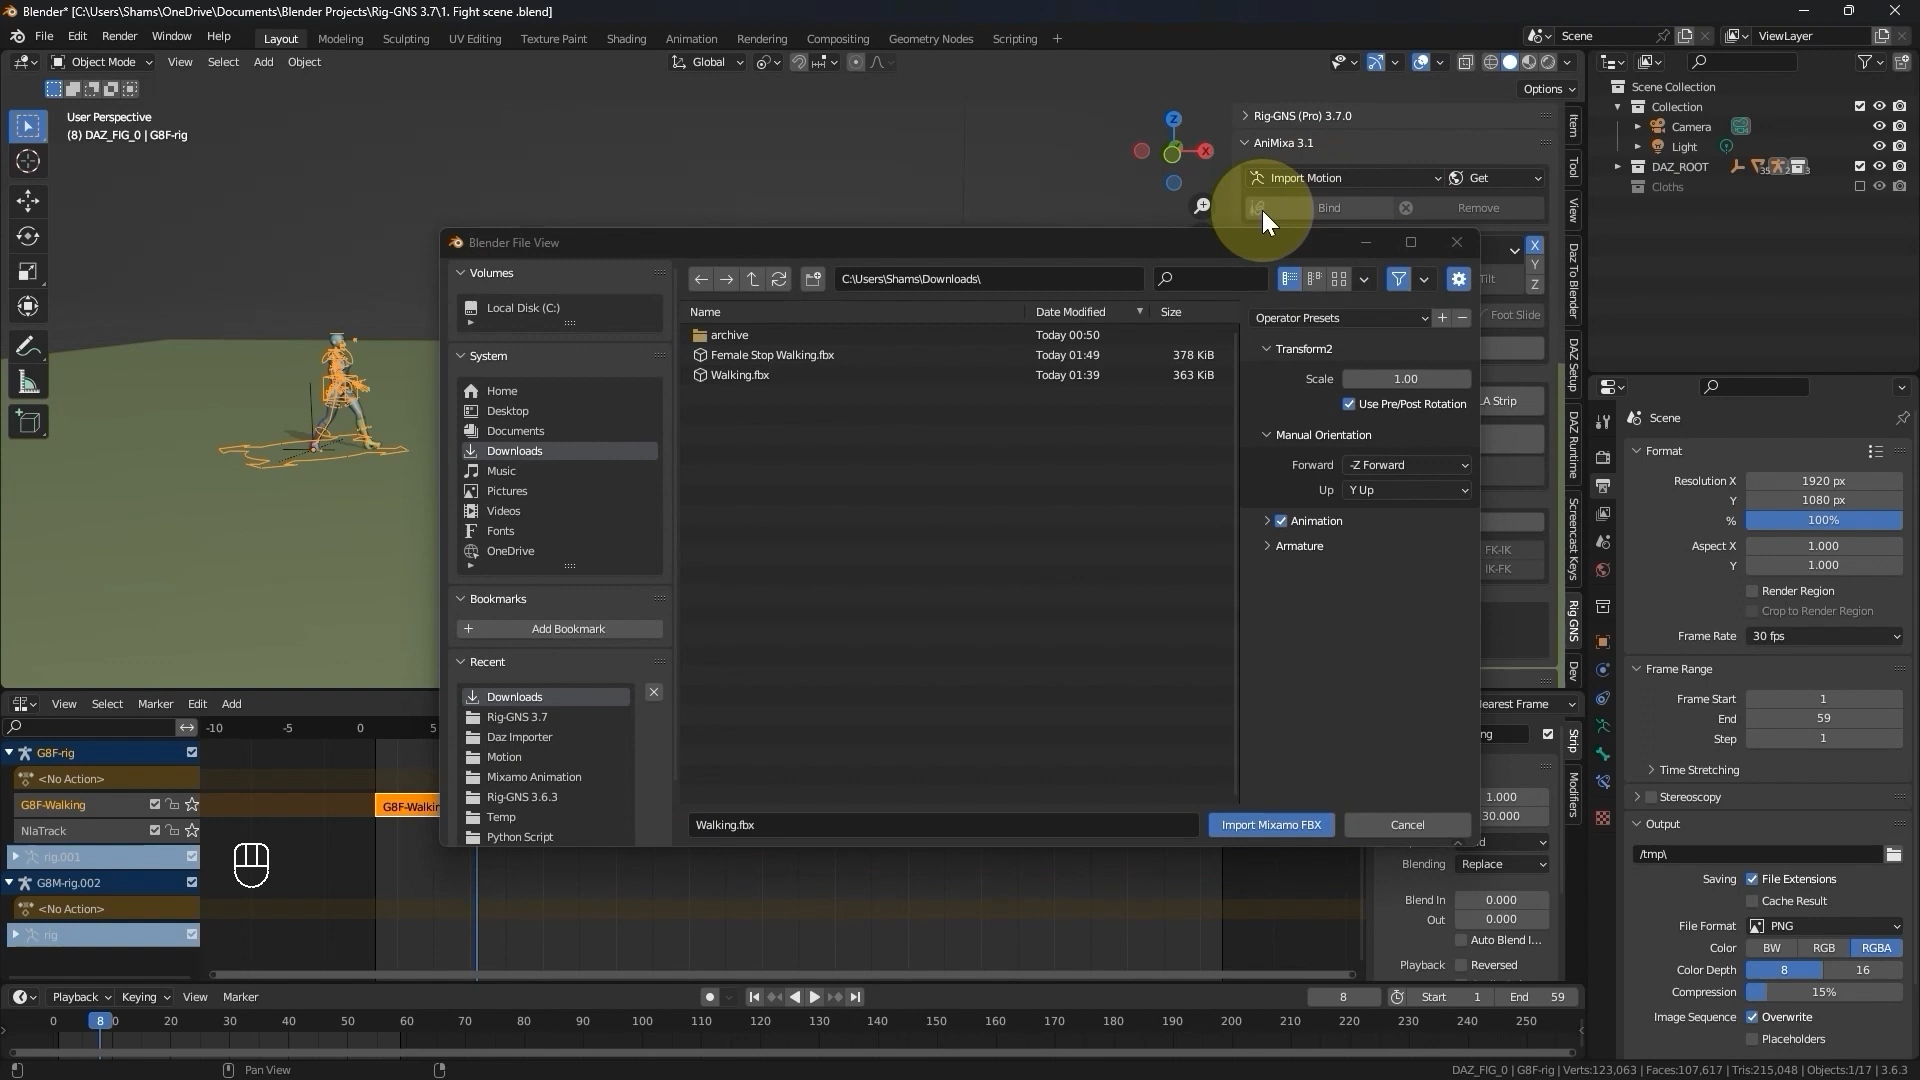 Blender* [C:\Users\Shams\OneDrive\Documents\Blender Projects\Rig-GNS 3.7\1. Fight scene .blend]
File Edit Render Window Help Layout Modeling Sculpting UV Editing Texture Paint Shading Animation Rendering Compositing Geometry Nodes Scripting Scene ViewLayer
Object Mode View Select Add Object Global
Options
User Perspective
(8) DAZ_FIG_0 | G8F-rig
Z
X
Rig-GNS (Pro) 3.7.0
AniMixa 3.1
Import Motion Get
Bind Remove
X
Y
Tilt
Z
Foot Slide
LA Strip
FK-IK
IK-FK
Item
Tool
View
Daz To Blender
DAZ Setup
DAZ Runtime
Screencast Keys
Rig GNS
Dev
Scene Collection
Collection
Camera
Light
DAZ_ROOT 35 2 3
Cloths
Blender File View
Volumes
Local Disk (C:)
System
Home
Desktop
Documents
Downloads
Music
Pictures
Videos
Fonts
OneDrive
Bookmarks
Add Bookmark
Recent
Downloads
Rig-GNS 3.7
Daz Importer
Motion
Mixamo Animation
Rig-GNS 3.6.3
Temp
Python Script
C:\Users\Shams\Downloads\
Name Date Modified Size
archive Today 00:50
Female Stop Walking.fbx Today 01:49 378 KiB
Walking.fbx Today 01:39 363 KiB
Operator Presets
Transform2
Scale 1.00
Use Pre/Post Rotation
Manual Orientation
Forward -Z Forward
Up Y Up
Animation
Armature
Walking.fbx Import Mixamo FBX Cancel
Scene
Format
Resolution X 1920 px
Y 1080 px
% 100%
Aspect X 1.000
Y 1.000
Render Region
Crop to Render Region
Frame Rate 30 fps
Frame Range
Frame Start 1
End 59
Step 1
Time Stretching
Stereoscopy
Output
/tmp\
Saving File Extensions
Cache Result
File Format PNG
Color BW RGB RGBA
Color Depth 8 16
Compression 15%
Image Sequence Overwrite
Placeholders
View Select Marker Edit Add
-10 -5 0 5
G8F-rig
<No Action>
G8F-Walking
NlaTrack
rig.001
G8M-rig.002
<No Action>
rig
G8F-Walkin
earest Frame
ng
Strip
Modifiers
1.000
30.000
Blending Replace
Blend In 0.000
Out 0.000
Auto Blend I...
Playback Reversed
Playback Keying View Marker 8 Start 1 End 59
0 8 20 30 40 50 60 70 80 90 100 110 120 130 140 150 160 170 180 190 200 210 220 230 240 250
Pan View
DAZ_FIG_0 | G8F-rig | Verts:123,063 | Faces:107,617 | Tris:215,048 | Objects:1/17 | 3.6.3